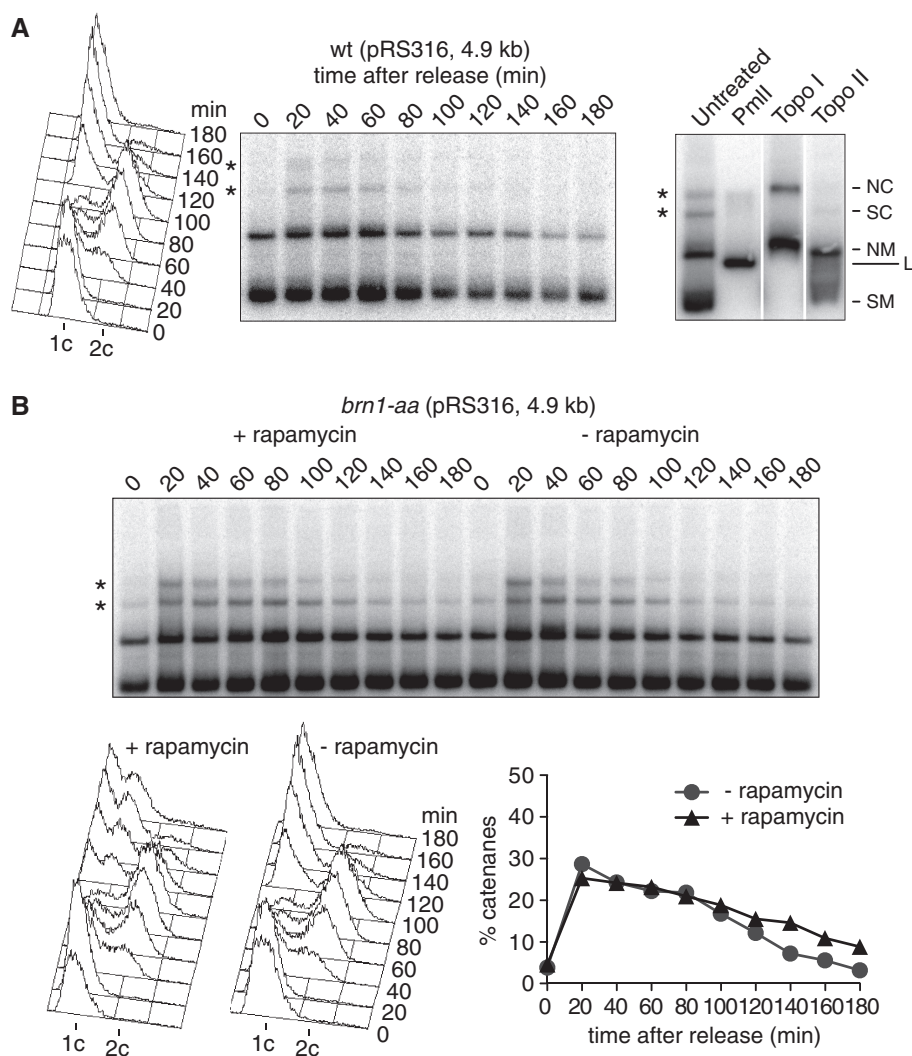 A
wt (pRS316, 4.9 kb)
time after release (min)
0 20 40 60 80 100 120 140 160 180
*
*
min
180
160
140
120
100
80
60
40
20
0
1c 2c
Untreated PmlI Topo I Topo II
*
*
NC
SC
NM
L
SM
B
brn1-aa (pRS316, 4.9 kb)
+ rapamycin - rapamycin
0 20 40 60 80 100 120 140 160 180 0 20 40 60 80 100 120 140 160 180
*
*
+ rapamycin
- rapamycin
min
180
160
140
120
100
80
60
40
20
0
1c 2c
1c 2c
50
40
30
20
10
0
% catenanes
- rapamycin
+ rapamycin
0 20 40 60 80 100 120 140 160 180
time after release (min)